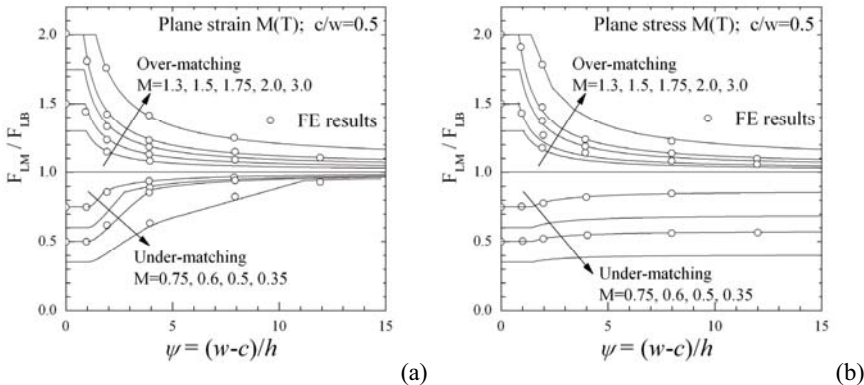 Plane strain M(T); c/w=0.5
2.0
Over-matching
M=1.3, 1.5, 1.75, 2.0, 3.0
1.5
FE results
F_LM / F_LB
1.0
0.5
Under-matching
M=0.75, 0.6, 0.5, 0.35
0.0
0 5 10 15
ψ = (w-c)/h
(a)
Plane stress M(T); c/w=0.5
2.0
Over-matching
M=1.3, 1.5, 1.75, 2.0, 3.0
1.5
FE results
F_LM / F_LB
1.0
0.5
Under-matching
M=0.75, 0.6, 0.5, 0.35
0.0
0 5 10 15
ψ = (w-c)/h
(b)